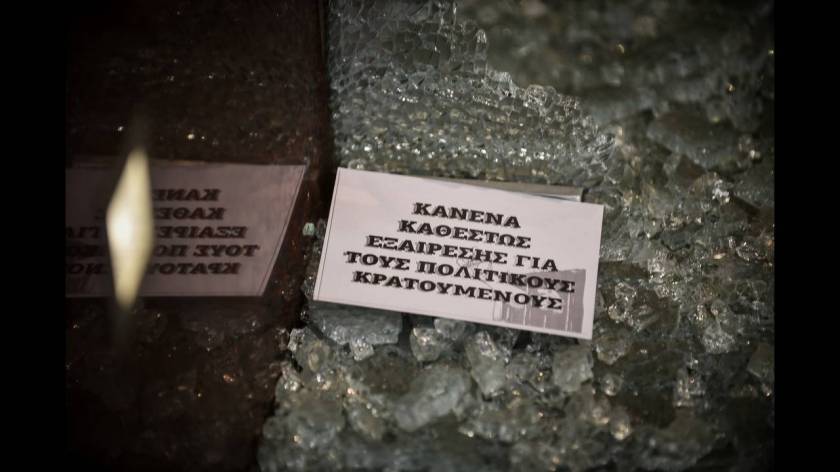 ΚΑΝΕΝΑ
ΚΑΘΕΣΤΩΣ
ΕΞΑΙΡΕΣΗΣ ΓΙΑ
ΤΟΥΣ ΠΟΛΙΤΙΚΟΥΣ
ΚΡΑΤΟΥΜΕΝΟΥΣ